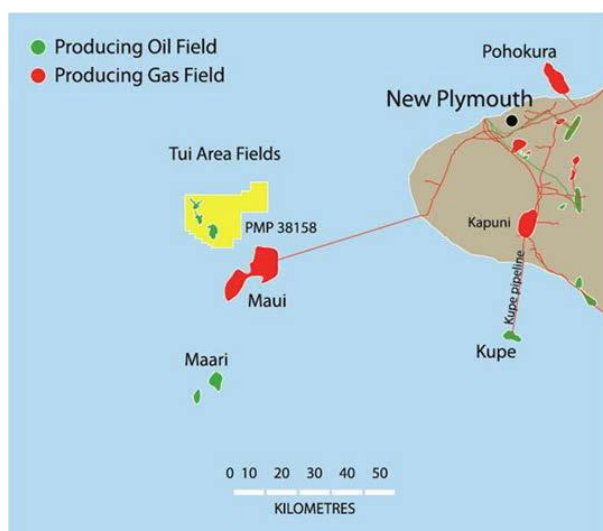 Producing Oil Field
Producing Gas Field
Pohokura
New Plymouth
Tui Area Fields
PMP 38158
Kapuni
Maui
Kupe pipeline
Kupe
Maari
0 10 20 30 40 50
KILOMETRES